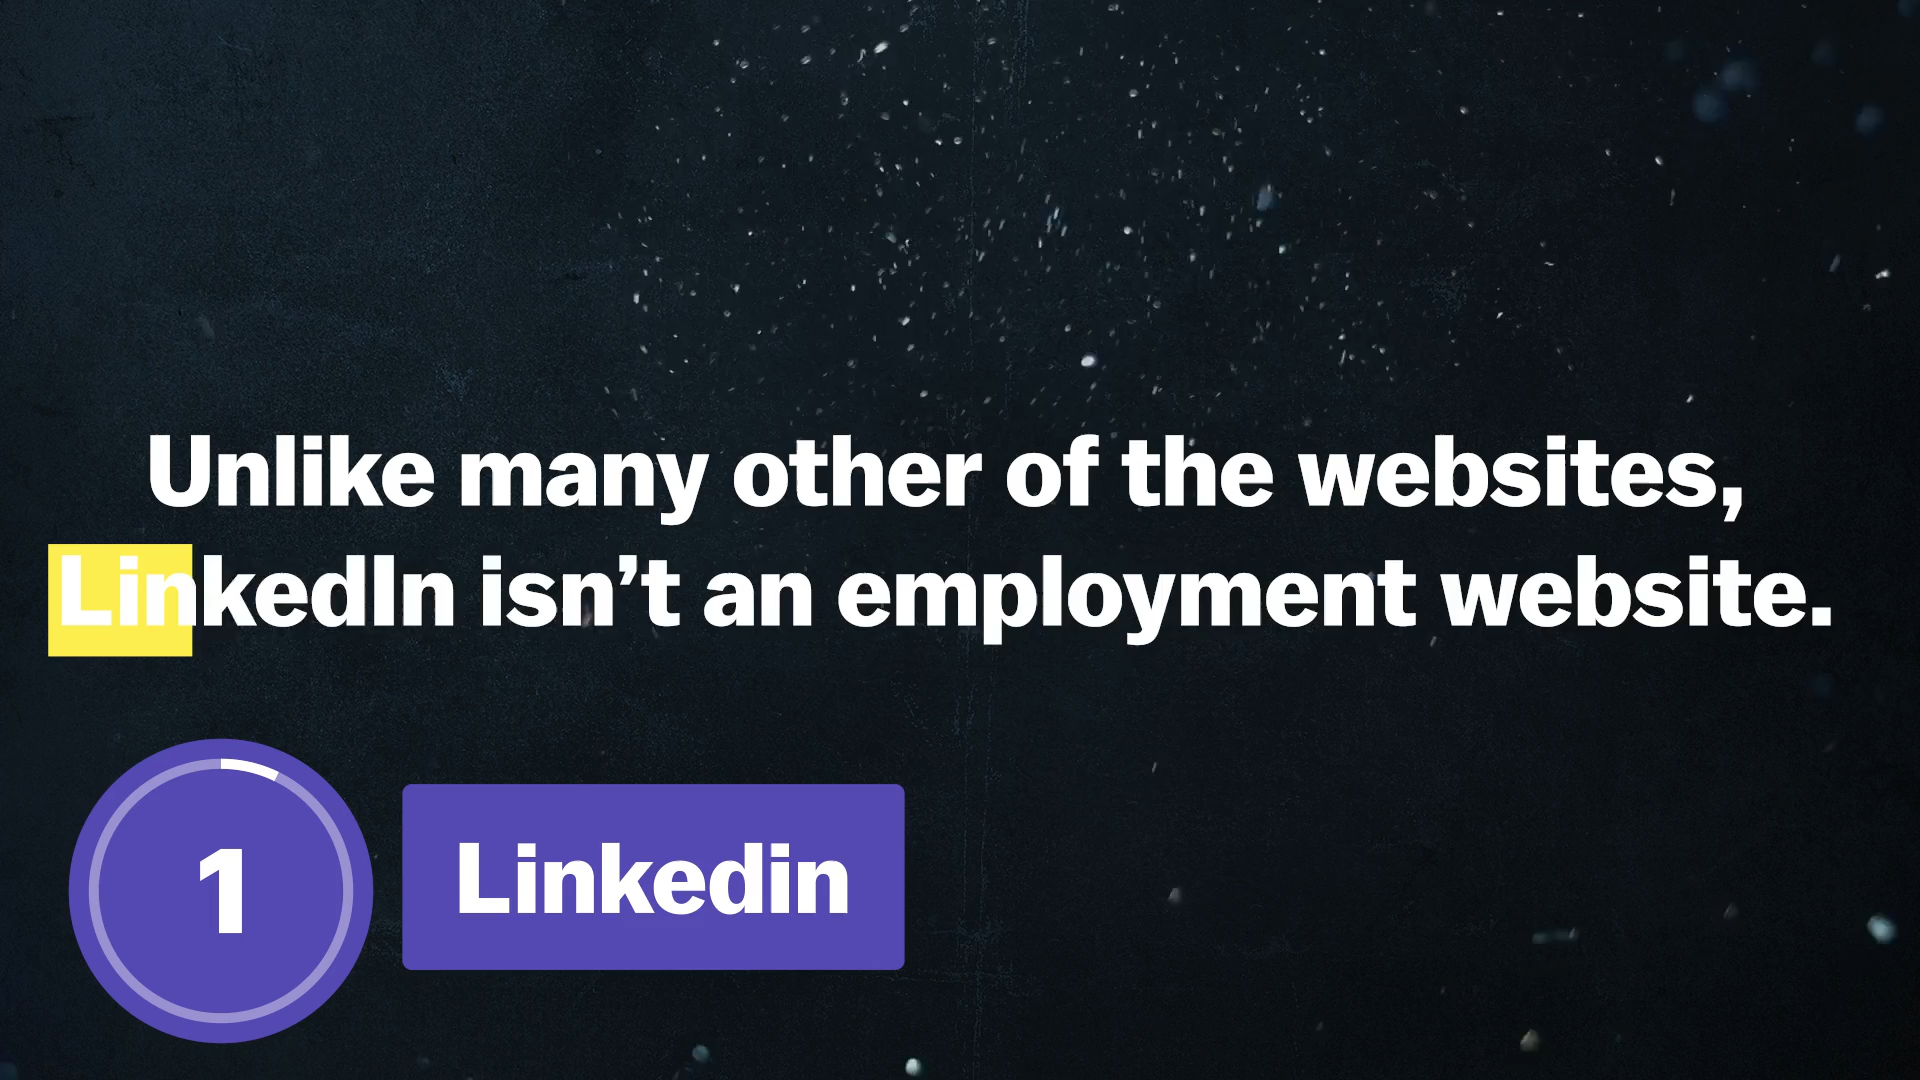 Unlike many other of the websites,
LinkedIn isn’t an employment website.
1
Linkedin